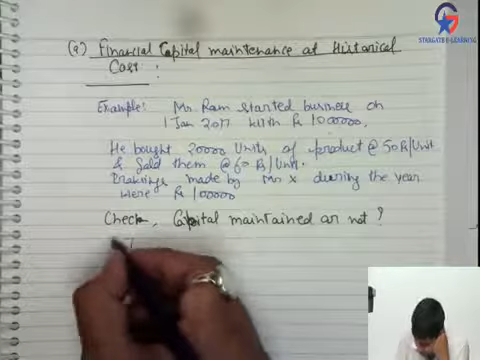 STARGATE E-LEARNING
(a) Financial Capital maintenance at Historical
Cost :
Example: Mr. Ram started business on
1 Jan 2017 with ₨ 1000000.
He bought 20000 Units of product @ 50 ₨/Unit
& Sold them @ 60 ₨/Unit.
Drawings made by Mr X during the year
were ₨ 100000
Check, Capital maintained or not?